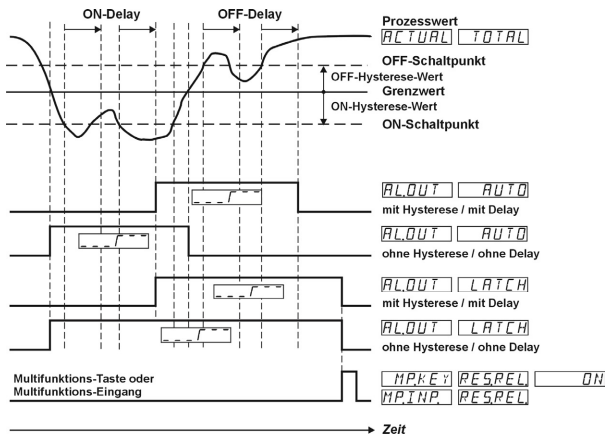 ON-Delay OFF-Delay
Prozesswert
ACTUAL TOTAL
OFF-Schaltpunkt
OFF-Hysterese-Wert
Grenzwert
ON-Hysterese-Wert
ON-Schaltpunkt
AL.OUT AUTO
mit Hysterese / mit Delay
AL.OUT AUTO
ohne Hysterese / ohne Delay
AL.OUT LATCH
mit Hysterese / mit Delay
AL.OUT LATCH
ohne Hysterese / ohne Delay
Multifunktions-Taste oder
Multifunktions-Eingang
MP.KEY RES.REL. ON
MP.INP. RES.REL.
Zeit